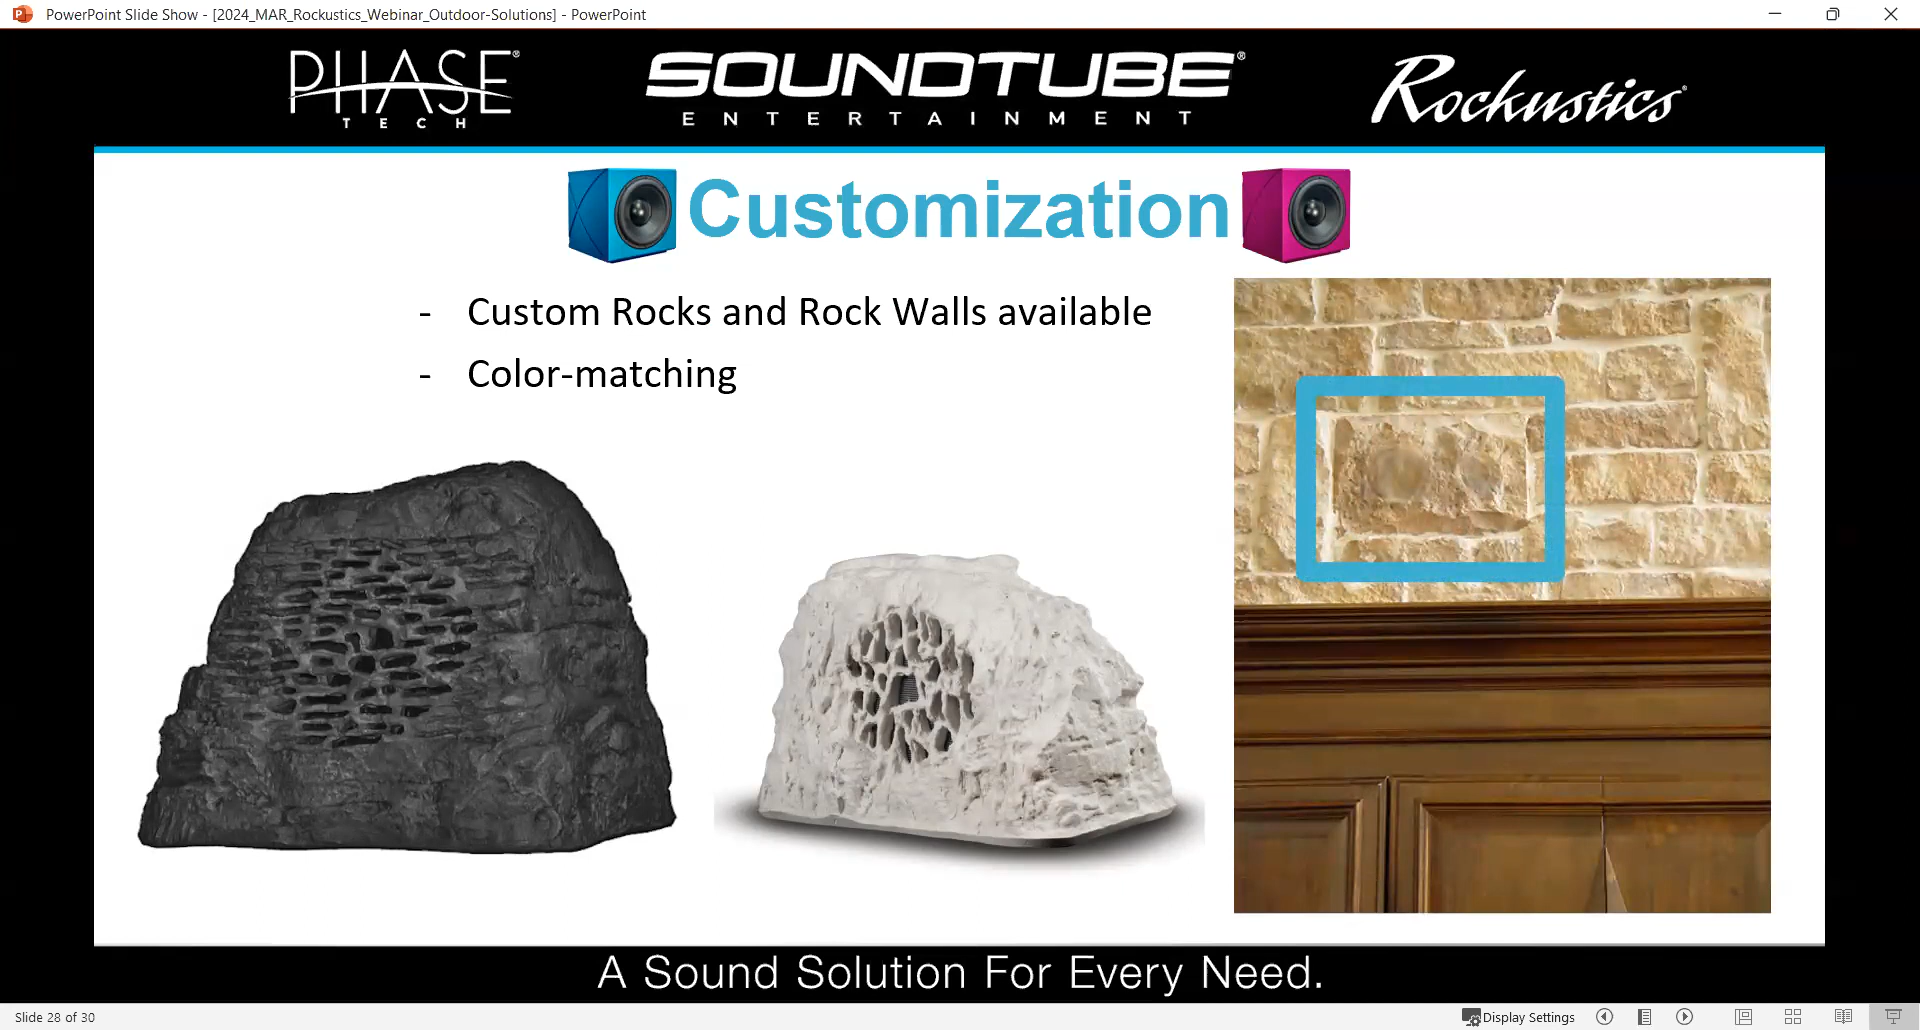 PowerPoint Slide Show - [2024_MAR_Rockustics_Webinar_Outdoor-Solutions] - PowerPoint
PHASE®
TECH
SOUNDTUBE®
ENTERTAINMENT
Rockustics®
Customization
- Custom Rocks and Rock Walls available
- Color-matching
A Sound Solution For Every Need.
Slide 28 of 30
Display Settings